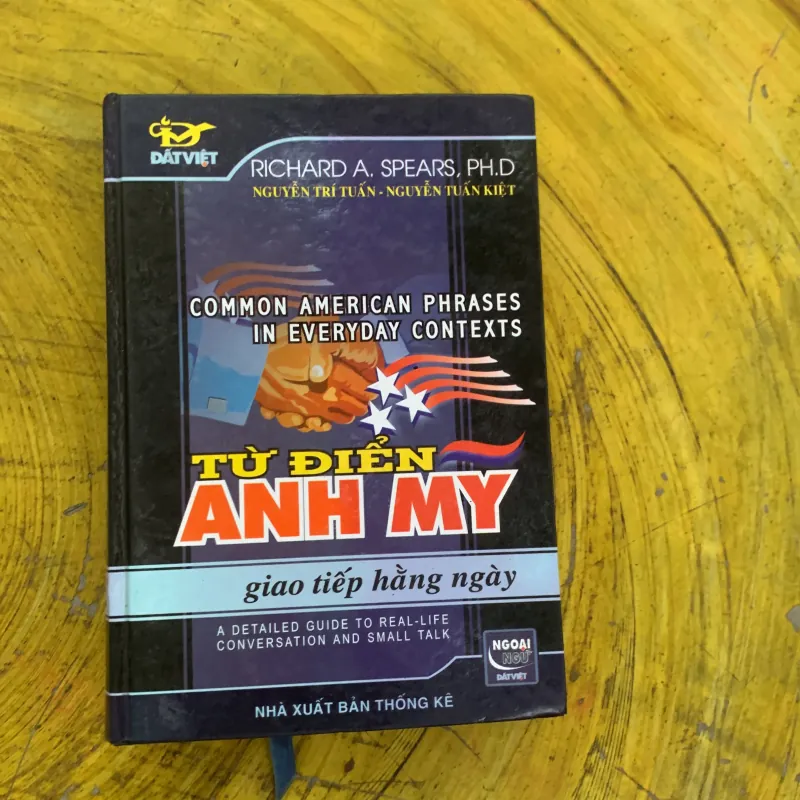 ĐẤT VIỆT
RICHARD A. SPEARS, PH.D
NGUYỄN TRÍ TUẤN - NGUYỄN TUẤN KIỆT
COMMON AMERICAN PHRASES
IN EVERYDAY CONTEXTS
TỪ ĐIỂN
ANH MỸ
giao tiếp hằng ngày
A DETAILED GUIDE TO REAL-LIFE
CONVERSATION AND SMALL TALK
NGOẠI
NGỮ
ĐẤT VIỆT
NHÀ XUẤT BẢN THỐNG KÊ